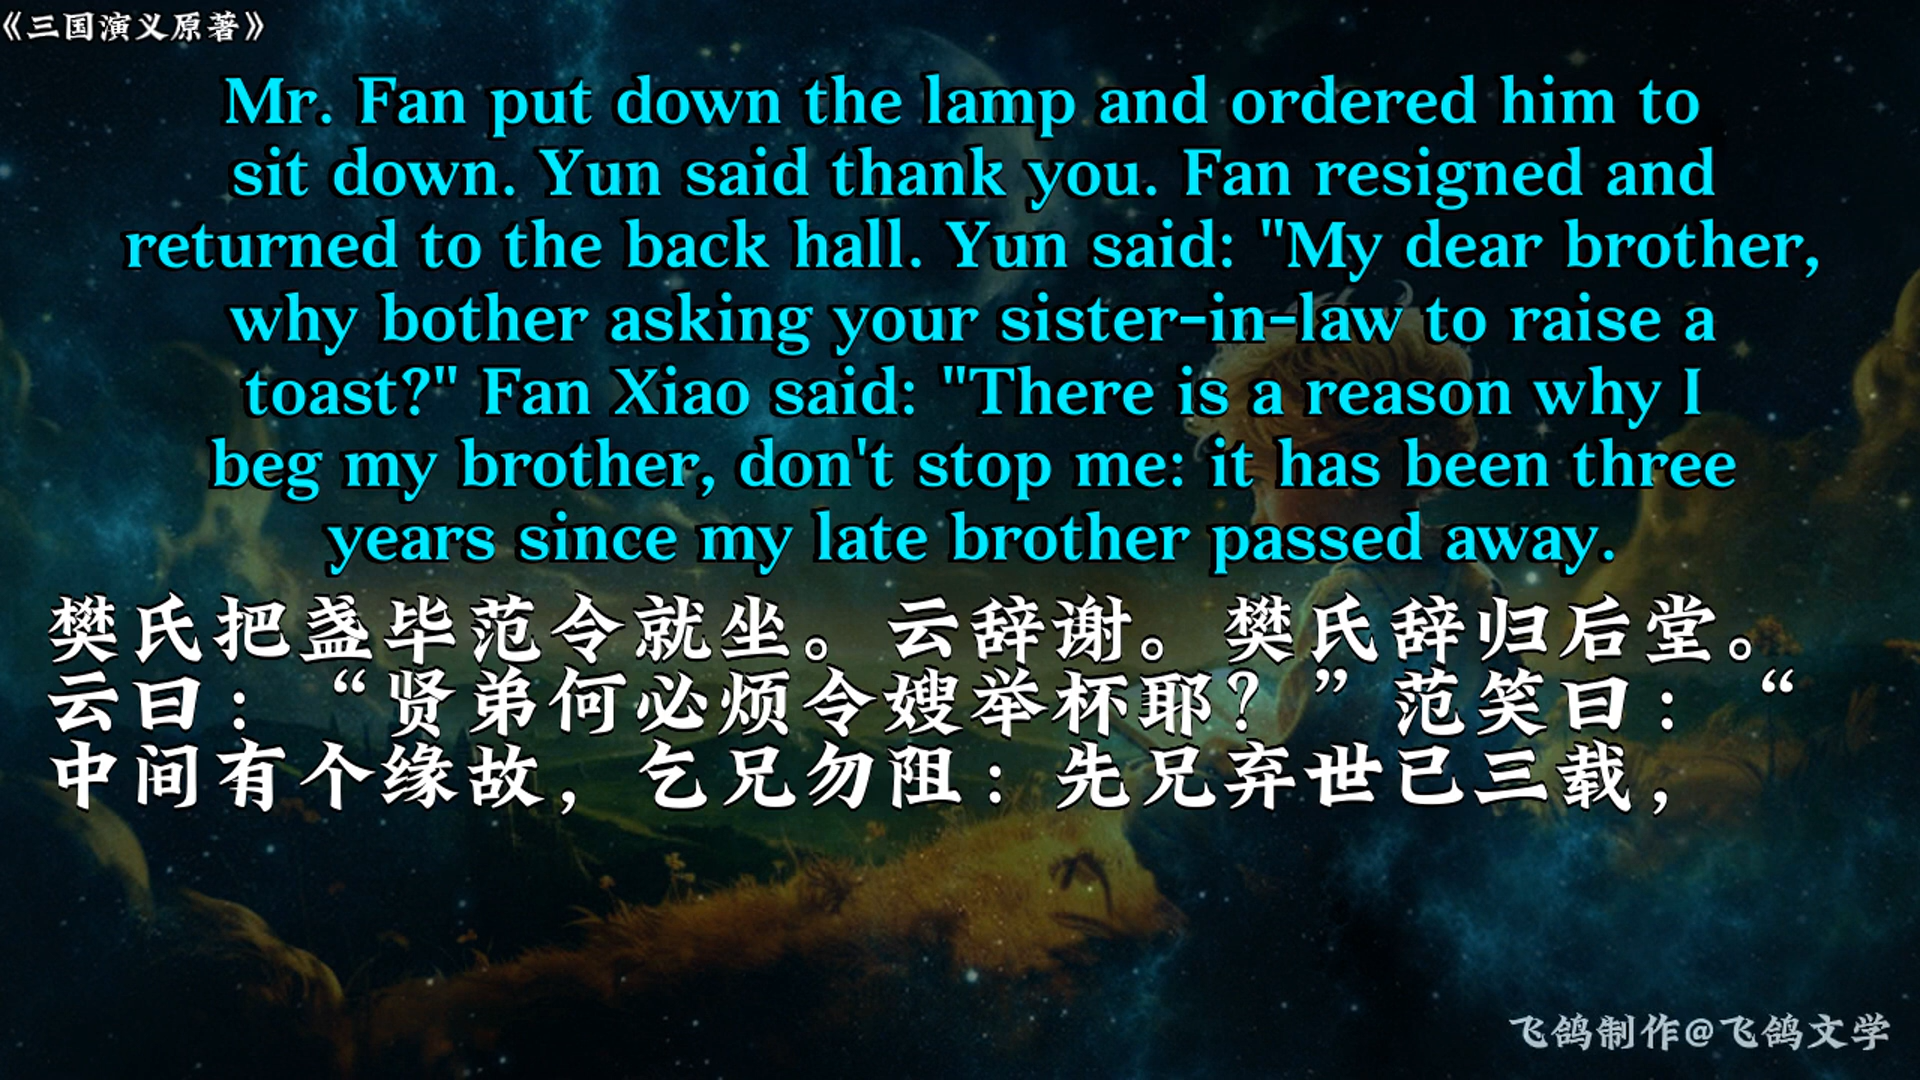 《三国演义原著》
Mr. Fan put down the lamp and ordered him to
sit down. Yun said thank you. Fan resigned and
returned to the back hall. Yun said: "My dear brother,
why bother asking your sister-in-law to raise a
toast?" Fan Xiao said: "There is a reason why I
beg my brother, don't stop me: it has been three
years since my late brother passed away.
樊氏把盏毕范令就坐。云辞谢。樊氏辞归后堂。
云曰：“贤弟何必烦令嫂举杯耶？”范笑曰：“
中间有个缘故，乞兄勿阻：先兄弃世已三载，
飞鸽制作@飞鸽文学